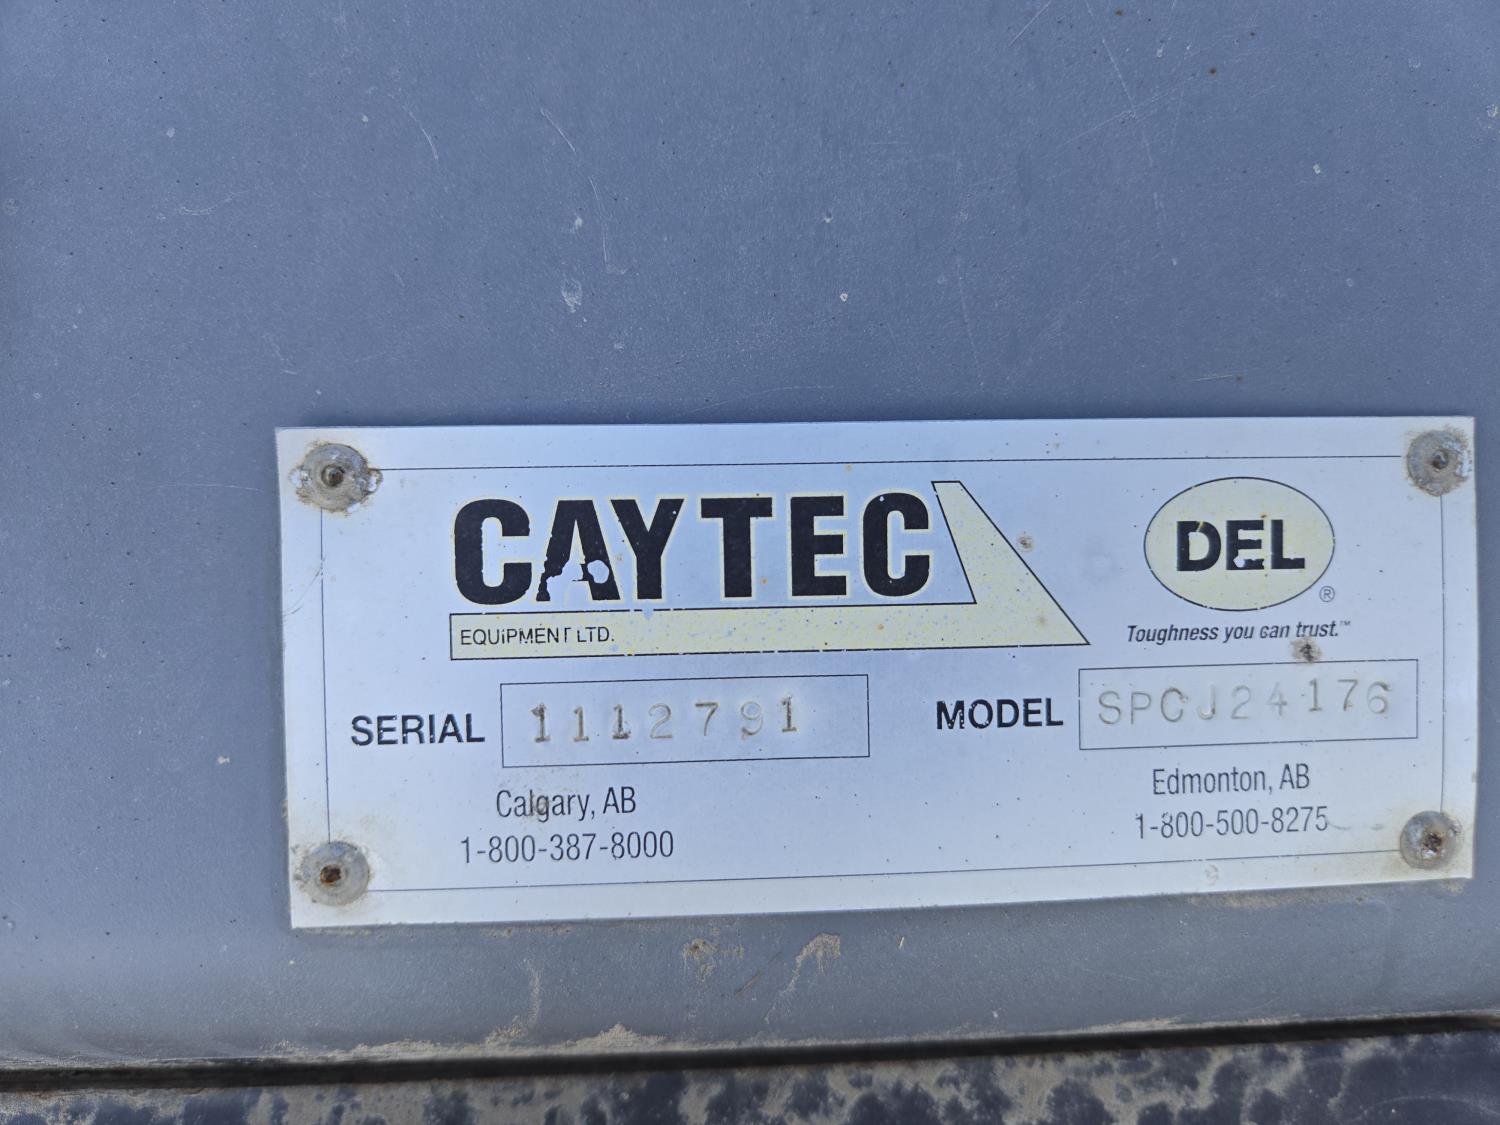 CAYTEC
EQUIPMENT LTD.
DEL
®
Toughness you can trust.™
SERIAL 1112791
MODEL SPCJ24176
Calgary, AB
1-800-387-8000
Edmonton, AB
1-800-500-8275